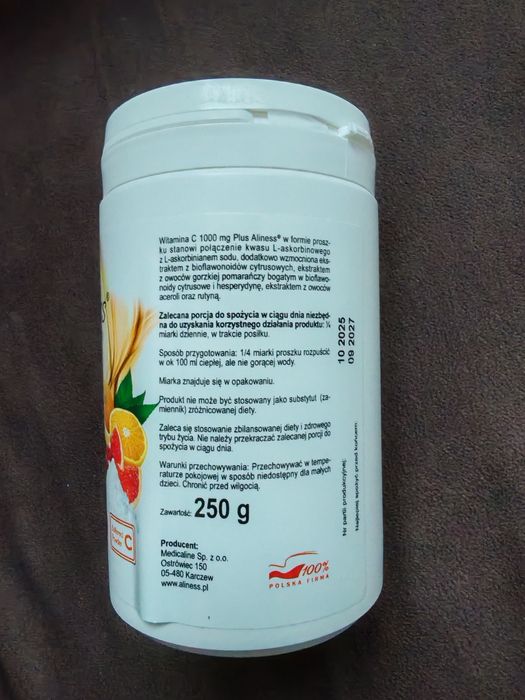 Witamina C 1000 mg Plus Aliness® w formie prosz-
ku stanowi połączenie kwasu L-askorbinowego
z L-askorbinianem sodu, dodatkowo wzmocniona eks-
traktem z bioflawonoidów cytrusowych, ekstraktem
z owoców gorzkiej pomarańczy bogatym w bioflawo-
noidy cytrusowe i hesperydynę, ekstraktem z owoców
aceroli oraz rutyną.
Zalecana porcja do spożycia w ciągu dnia niezbęd-
na do uzyskania korzystnego działania produktu: ¼
miarki dziennie, w trakcie posiłku.
Sposób przygotowania: 1/4 miarki proszku rozpuścić
w ok 100 ml ciepłej, ale nie gorącej wody.
Miarka znajduje się w opakowaniu.
Produkt nie może być stosowany jako substytut (za-
miennik) zróżnicowanej diety.
Zaleca się stosowanie zbilansowanej diety i zdrowego
trybu życia. Nie należy przekraczać zalecanej porcji do
spożycia w ciągu dnia.
Warunki przechowywania: Przechowywać w tempe-
raturze pokojowej w sposób niedostępny dla małych
dzieci. Chronić przed wilgocią.
Zawartość: 250 g
Producent:
Medicaline Sp. z o.o.
Ostrówiec 150
05-480 Karczew
www.aliness.pl
100%
POLSKA FIRMA
Nr partii produkcyjnej:
10 2025
Najlepiej spożyć przed końcem:
09 2027
C